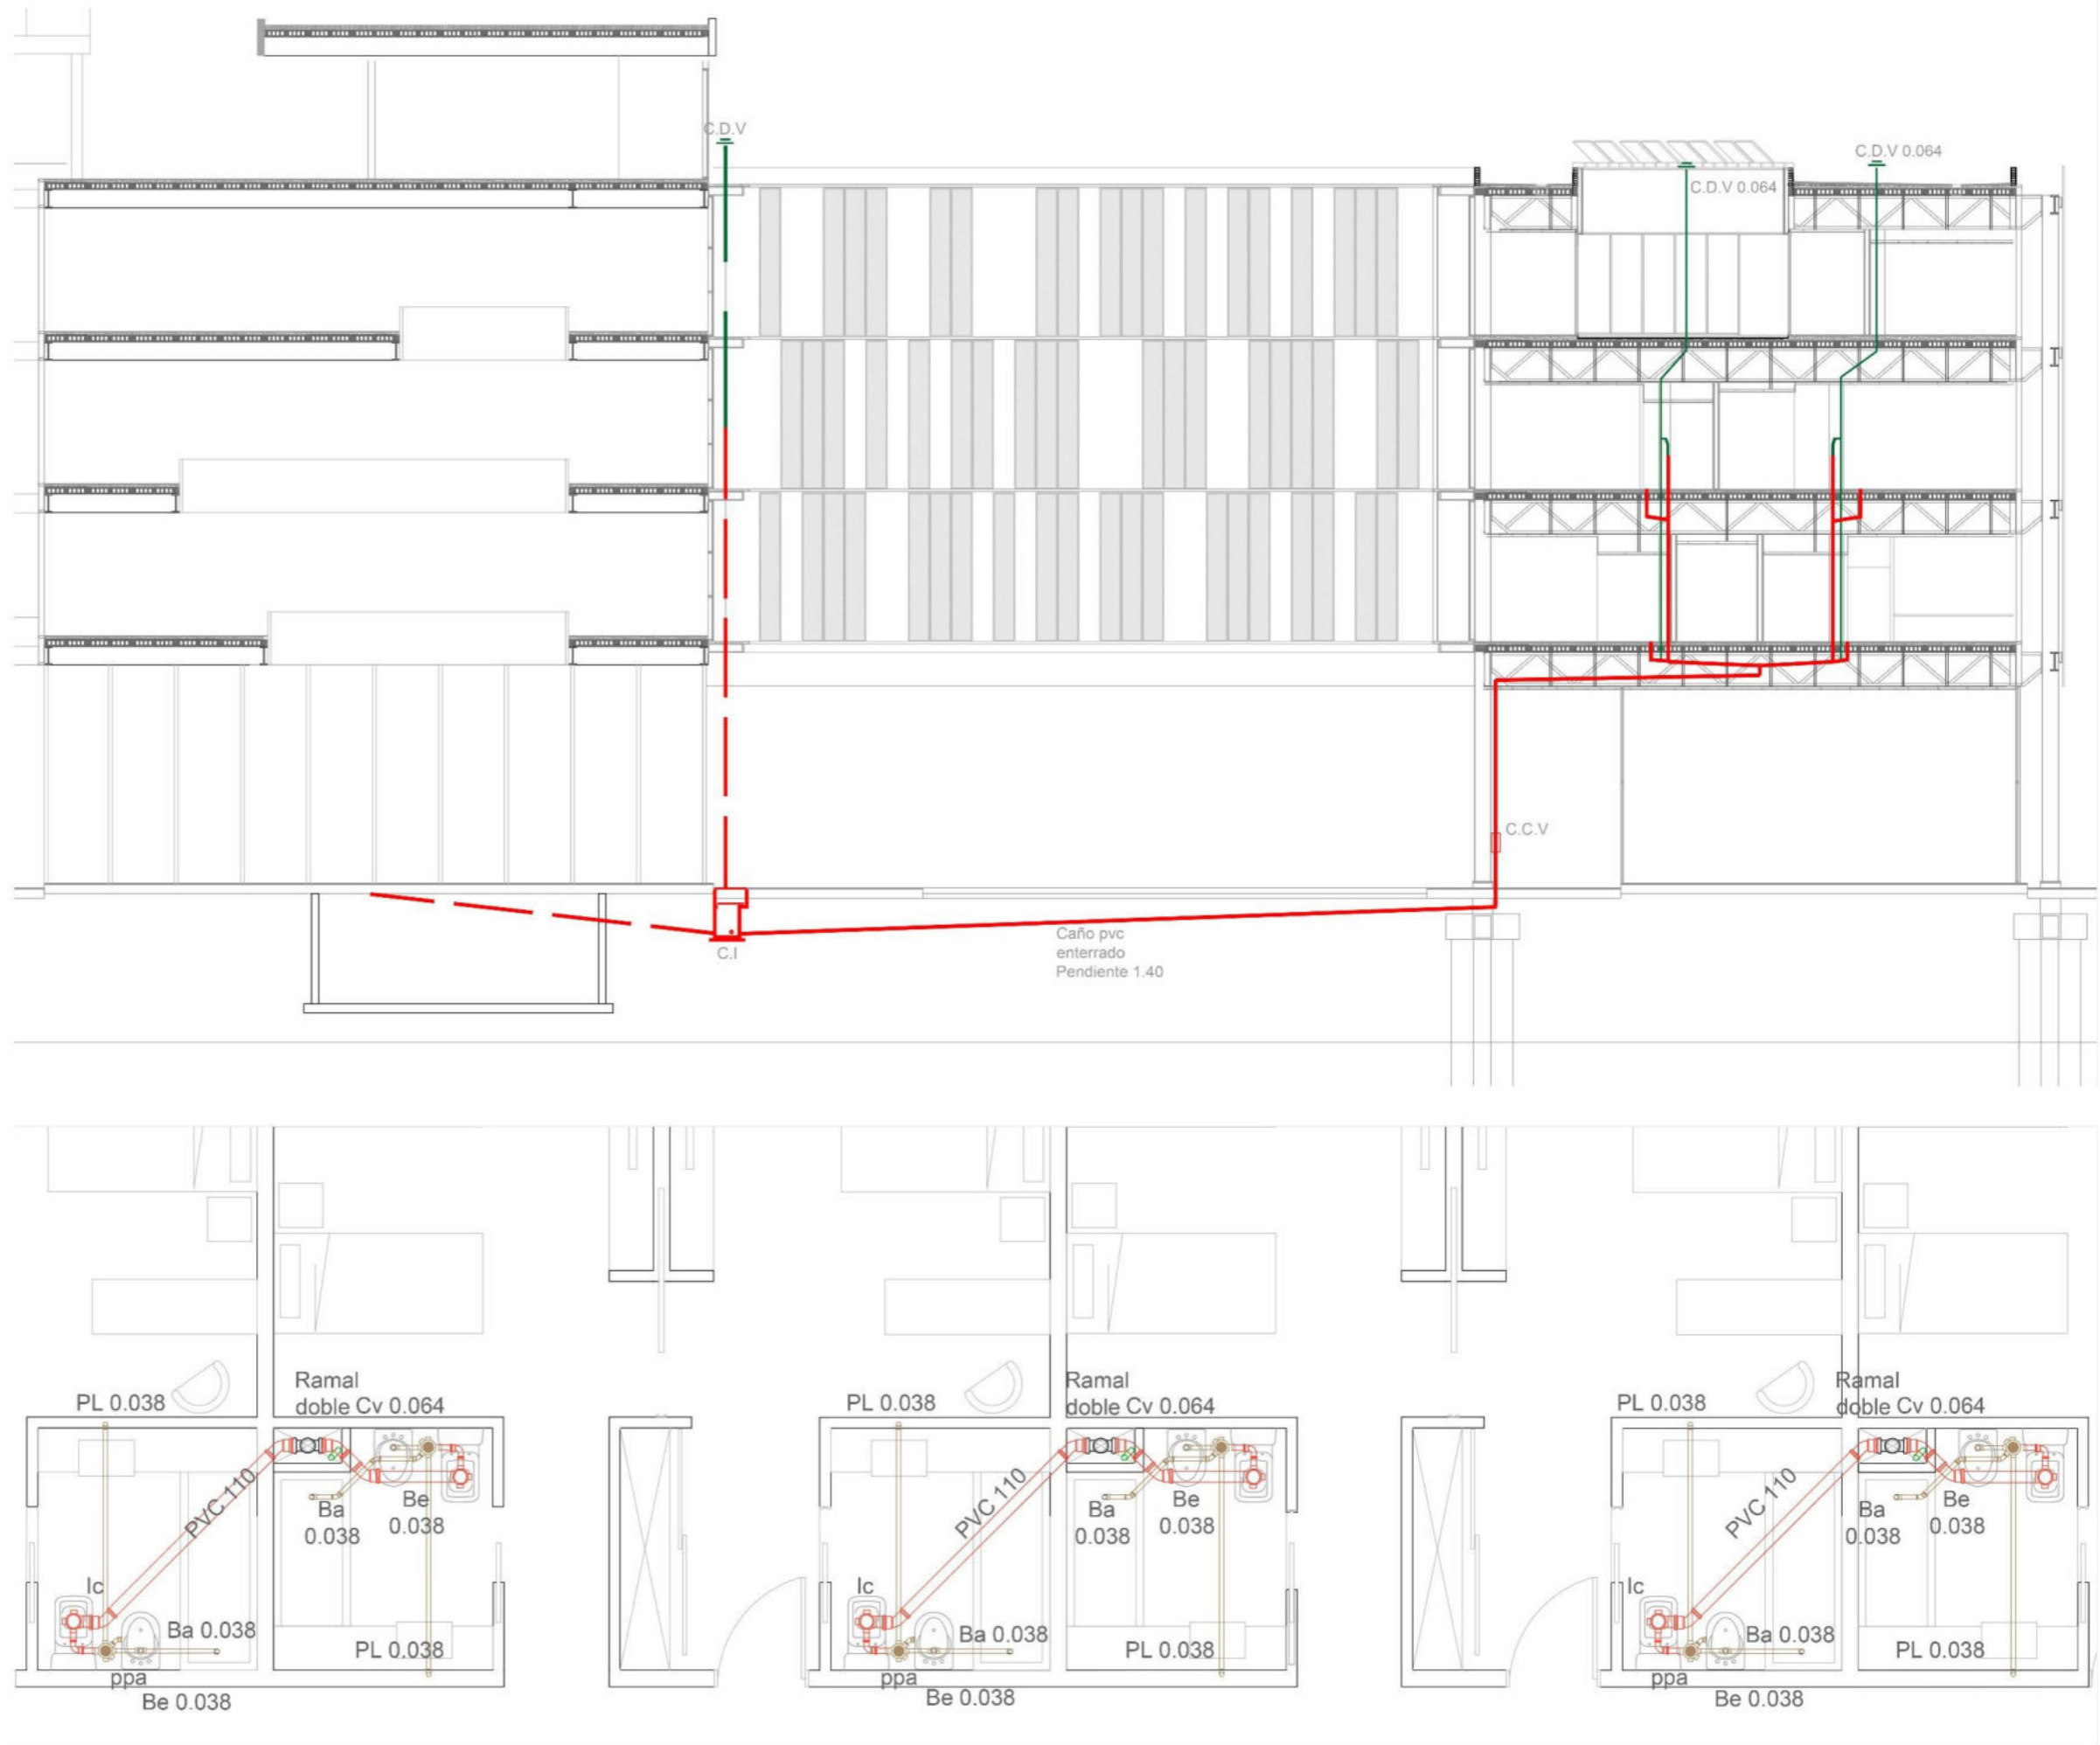 C.D.V
C.D.V 0.064
C.D.V 0.064
C.C.V
Caño pvc
enterrado
Pendiente 1.40
C.I
PL 0.038
Ramal
doble Cv 0.064
PVC 110
Ba
0.038
Be
0.038
Ic
Ba 0.038
PL 0.038
ppa
Be 0.038
PL 0.038
Ramal
doble Cv 0.064
PVC 110
Ba
0.038
Be
0.038
Ic
Ba 0.038
PL 0.038
ppa
Be 0.038
PL 0.038
Ramal
doble Cv 0.064
PVC 110
Ba
0.038
Be
0.038
Ic
Ba 0.038
PL 0.038
ppa
Be 0.038